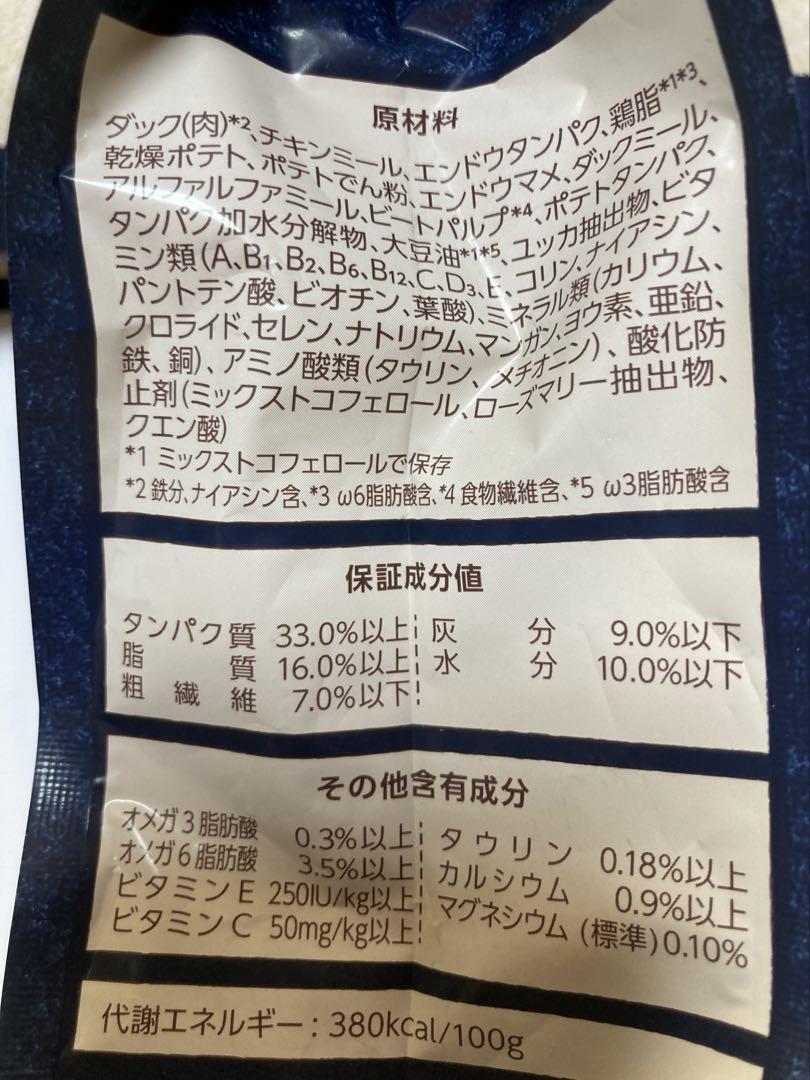 原材料
ダック(肉)*2、チキンミール、エンドウタンパク、鶏脂*1*3、
乾燥ポテト、ポテトでん粉、エンドウマメ、ダックミール、
アルファルファミール、ビートパルプ*4、ポテトタンパク、
タンパク加水分解物、大豆油*1*5、ユッカ抽出物、ビタ
ミン類(A、B1、B2、B6、B12、C、D3、E、コリン、ナイアシン、
パントテン酸、ビオチン、葉酸)、ミネラル類(カリウム、
クロライド、セレン、ナトリウム、マンガン、ヨウ素、亜鉛、
鉄、銅)、アミノ酸類(タウリン、メチオニン)、酸化防
止剤(ミックストコフェロール、ローズマリー抽出物、
クエン酸)
*1 ミックストコフェロールで保存
*2 鉄分、ナイアシン含、*3 ω6脂肪酸含、*4 食物繊維含、*5 ω3脂肪酸含
保証成分値
タンパク質 33.0%以上
脂質 16.0%以上
粗繊維 7.0%以下
灰分 9.0%以下
水分 10.0%以下
その他含有成分
オメガ3脂肪酸 0.3%以上
オメガ6脂肪酸 3.5%以上
ビタミンE 250IU/kg以上
ビタミンC 50mg/kg以上
タウリン 0.18%以上
カルシウム 0.9%以上
マグネシウム(標準)0.10%
代謝エネルギー:380kcal/100g